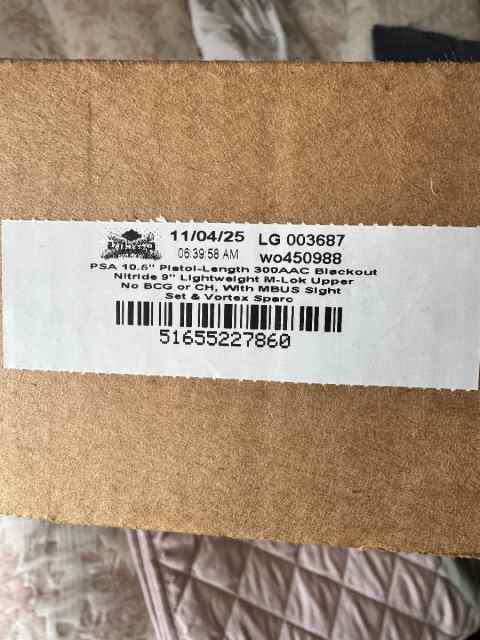 11/04/25 LG 003687
06:39:58 AM wo450988
PSA 10.5" Pistol-Length 300AAC Blackout
Nitride 9" Lightweight M-Lok Upper
No BCG or CH, With MBUS Sight
Set & Vortex Sparc
51655227860